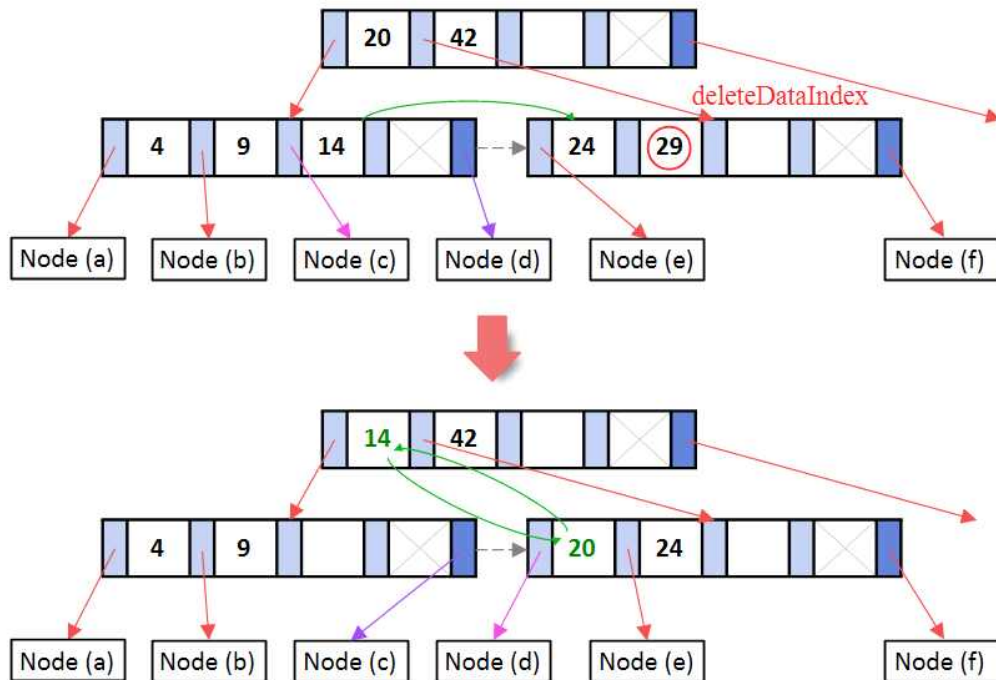 20 42
deleteDataIndex
4 9 14 24 29
Node (a) Node (b) Node (c) Node (d) Node (e) Node (f)
14 42
4 9 20 24
Node (a) Node (b) Node (c) Node (d) Node (e) Node (f)